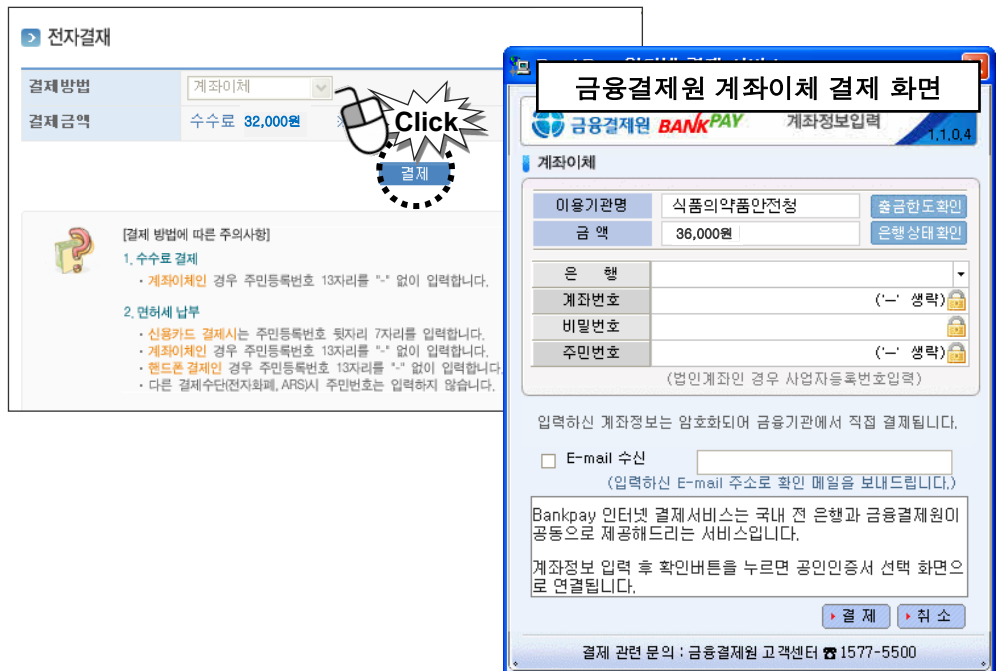 전자결재
결제방법 계좌이체
결제금액 수수료 32,000원 ※
Click
결제
[결제 방법에 따른 주의사항]
1. 수수료 결제
· 계좌이체인 경우 주민등록번호 13자리를 "-" 없이 입력합니다.
2. 면허세 납부
· 신용카드 결제시는 주민등록번호 뒷자리 7자리를 입력합니다.
· 계좌이체인 경우 주민등록번호 13자리를 "-" 없이 입력합니다.
· 핸드폰 결제인 경우 주민등록번호 13자리를 "-" 없이 입력합니다.
· 다른 결제수단(전자화폐, ARS)시 주민번호는 입력하지 않습니다.
금융결제원 계좌이체 결제 화면
금융결제원 BANKPAY 계좌정보입력
1,1,0,4
계좌이체
이용기관명 식품의약품안전청 출금한도확인
금 액 36,000원 은행상태확인
은 행
계좌번호 ('-' 생략)
비밀번호
주민번호 ('-' 생략)
(법인계좌인 경우 사업자등록번호입력)
입력하신 계좌정보는 암호화되어 금융기관에서 직접 결제됩니다.
E-mail 수신
(입력하신 E-mail 주소로 확인 메일을 보내드립니다.)
Bankpay 인터넷 결제서비스는 국내 전 은행과 금융결제원이
공동으로 제공해드리는 서비스입니다.
계좌정보 입력 후 확인버튼을 누르면 공인인증서 선택 화면으
로 연결됩니다.
결 제 취 소
결제 관련 문의 : 금융결제원 고객센터 ☎ 1577-5500